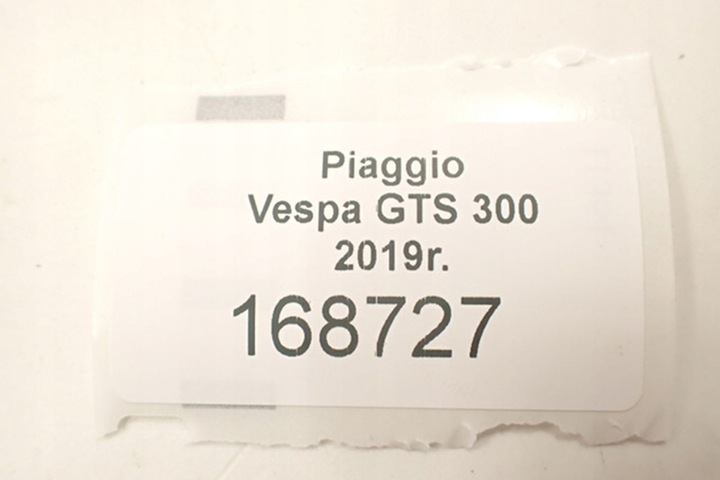 Piaggio
Vespa GTS 300
2019r.
168727